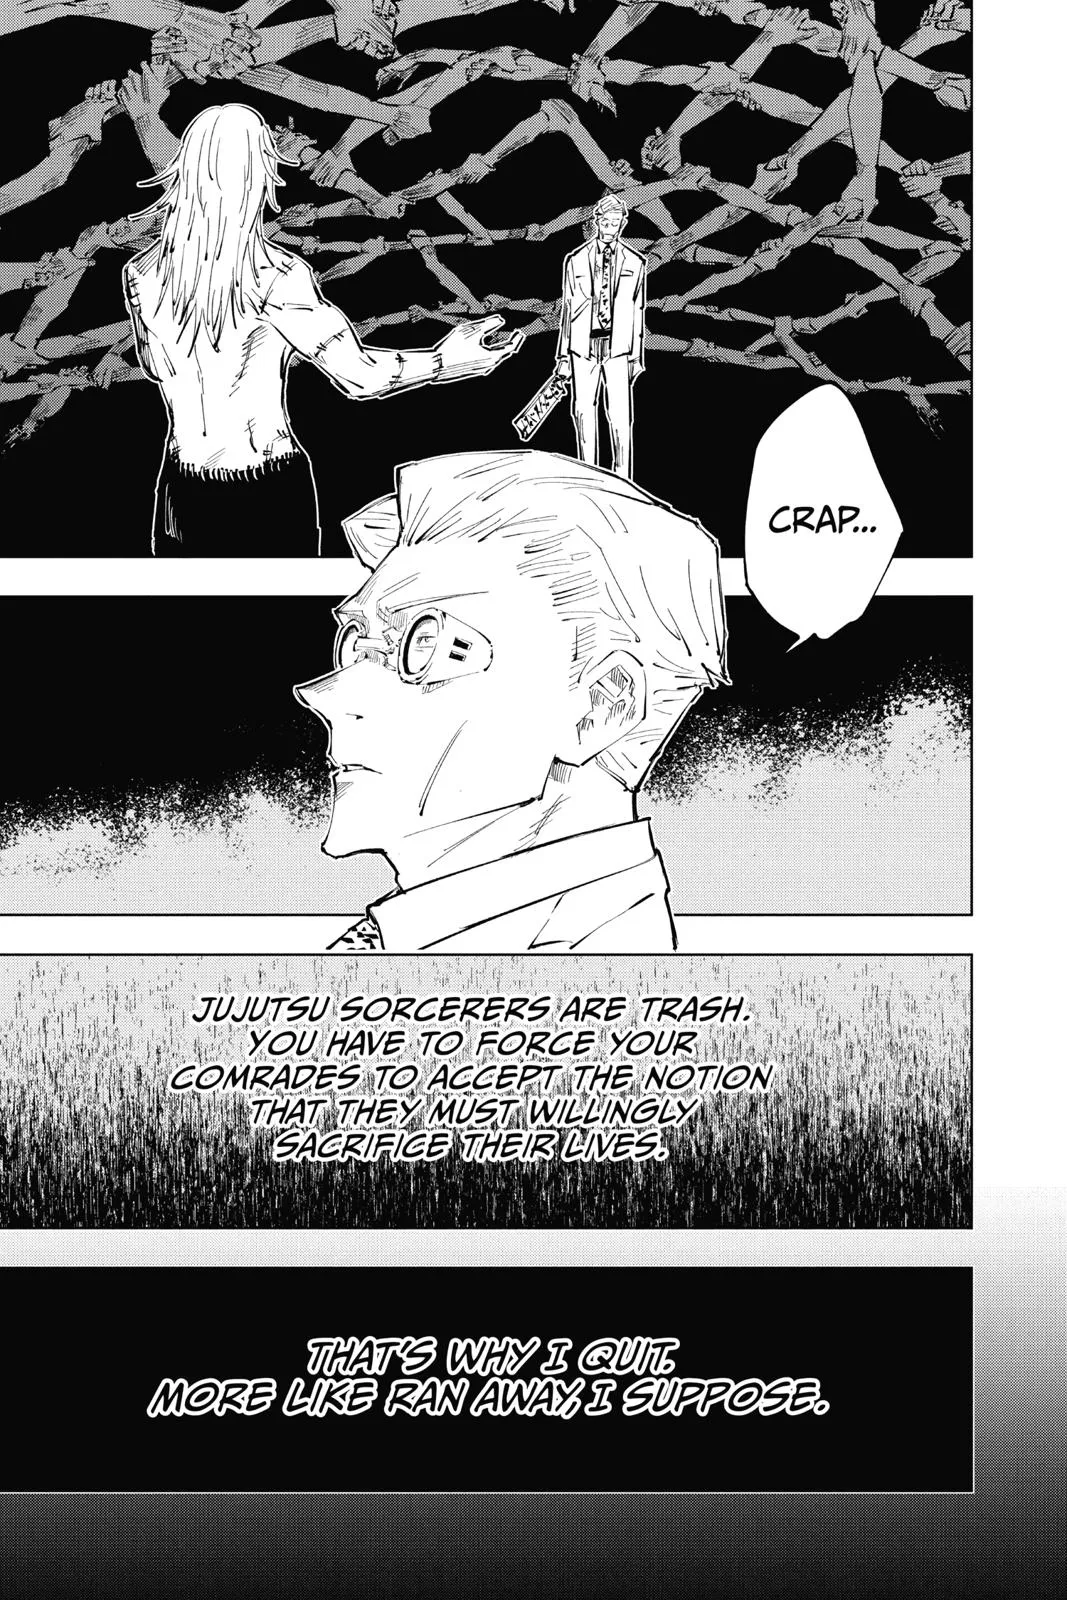 CRAP...
JUJUTSU SORCERERS ARE TRASH.
YOU HAVE TO FORCE YOUR
COMRADES TO ACCEPT THE NOTION
THAT THEY MUST WILLINGLY
SACRIFICE THEIR LIVES.
THAT'S WHY I QUIT.
MORE LIKE RAN AWAY, I SUPPOSE.